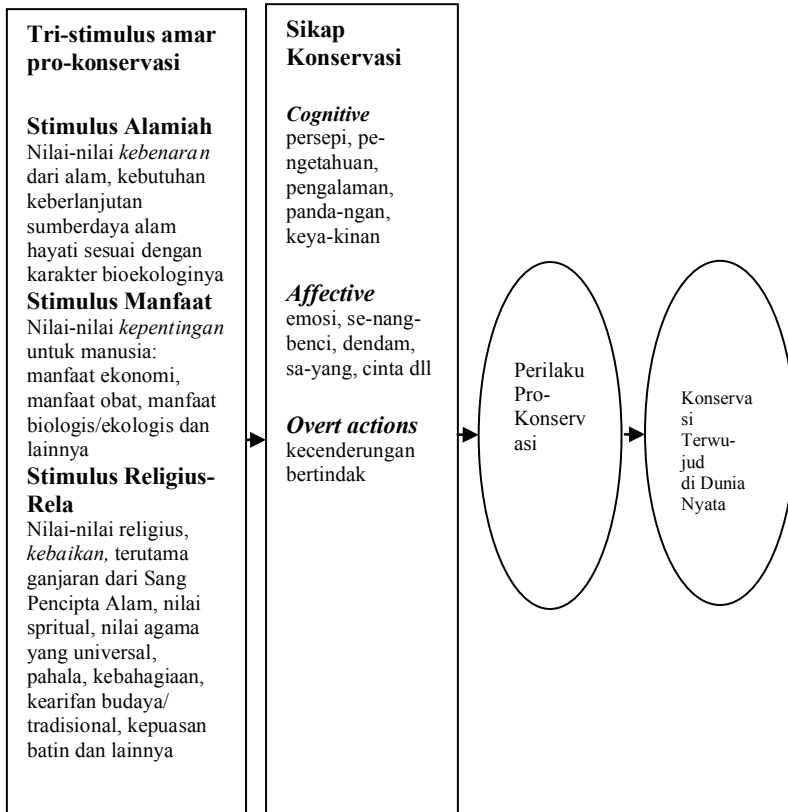 Tri-stimulus amar
pro-konservasi
Stimulus Alamiah
Nilai-nilai kebenaran
dari alam, kebutuhan
keberlanjutan
sumberdaya alam
hayati sesuai dengan
karakter bioekologinya
Stimulus Manfaat
Nilai-nilai kepentingan
untuk manusia:
manfaat ekonomi,
manfaat obat, manfaat
biologis/ekologis dan
lainnya
Stimulus Religius-
Rela
Nilai-nilai religius,
kebaikan, terutama
ganjaran dari Sang
Pencipta Alam, nilai
spritual, nilai agama
yang universal,
pahala, kebahagiaan,
kearifan budaya/
tradisional, kepuasan
batin dan lainnya
Sikap
Konservasi
Cognitive
persepi, pe-
ngetahuan,
pengalaman,
panda-ngan,
keya-kinan
Affective
emosi, se-nang-
benci, dendam,
sa-yang, cinta dll
Overt actions
kecenderungan
bertindak
Perilaku
Pro-
Konserv
asi
Konserva
si
Terwu-
jud
di Dunia
Nyata